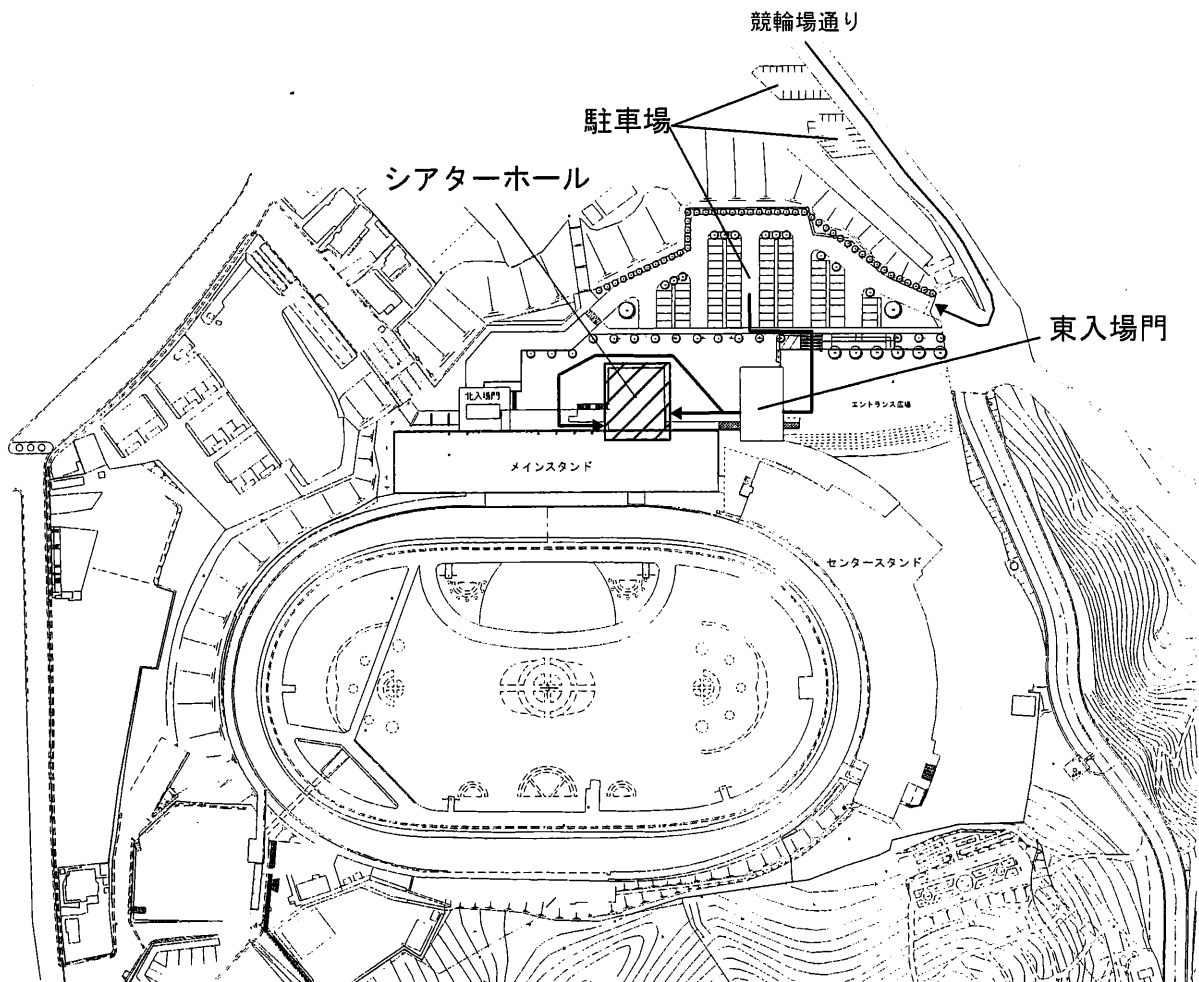 競輪場通り
駐車場
シアターホール
東入場門
北入場門
エントランス広場
メインスタンド
センタースタンド